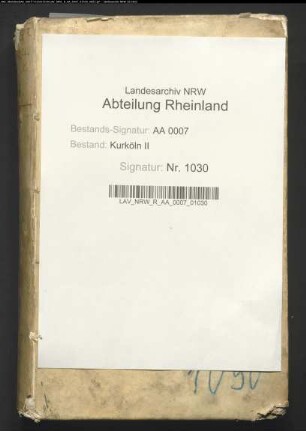 Landesarchiv NRW
Abteilung Rheinland
Bestands-Signatur: AA 0007
Bestand: Kurköln II
Signatur: Nr. 1030
LAV_NRW_R_AA_0007_01030